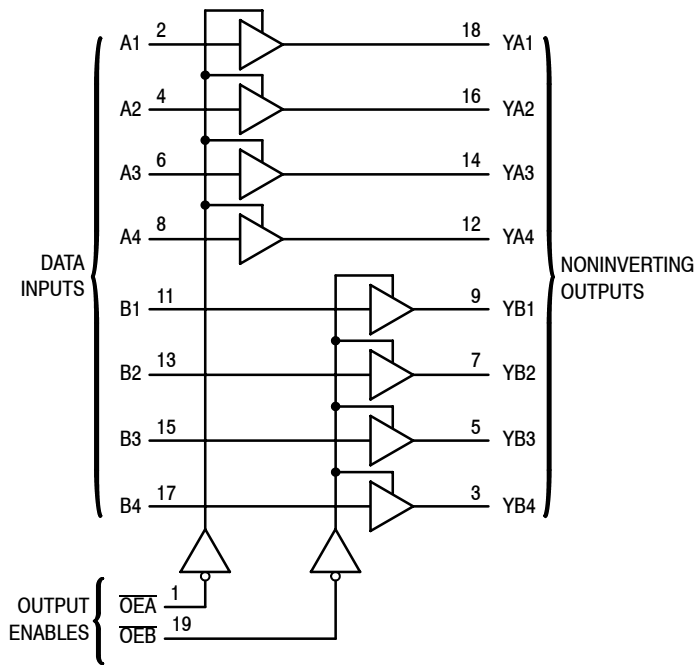 A1 2 18 YA1
A2 4 16 YA2
A3 6 14 YA3
A4 8 12 YA4
DATA
INPUTS
NONINVERTING
OUTPUTS
B1 11 9 YB1
B2 13 7 YB2
B3 15 5 YB3
B4 17 3 YB4
OUTPUT
ENABLES
OEA 1
OEB 19